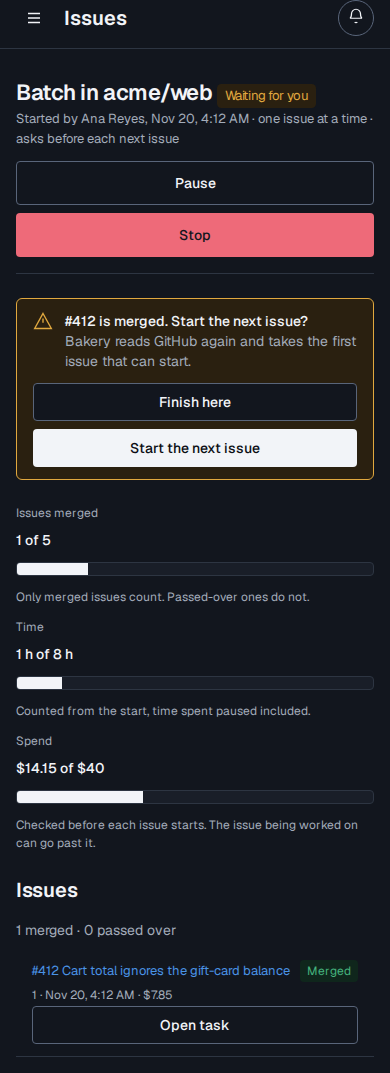 Issues
Batch in acme/web Waiting for you
Started by Ana Reyes, Nov 20, 4:12 AM · one issue at a time ·
asks before each next issue
Pause
Stop
#412 is merged. Start the next issue?
Bakery reads GitHub again and takes the first
issue that can start.
Finish here
Start the next issue
Issues merged
1 of 5
Only merged issues count. Passed-over ones do not.
Time
1 h of 8 h
Counted from the start, time spent paused included.
Spend
$14.15 of $40
Checked before each issue starts. The issue being worked on
can go past it.
Issues
1 merged · 0 passed over
#412 Cart total ignores the gift-card balance Merged
1 · Nov 20, 4:12 AM · $7.85
Open task